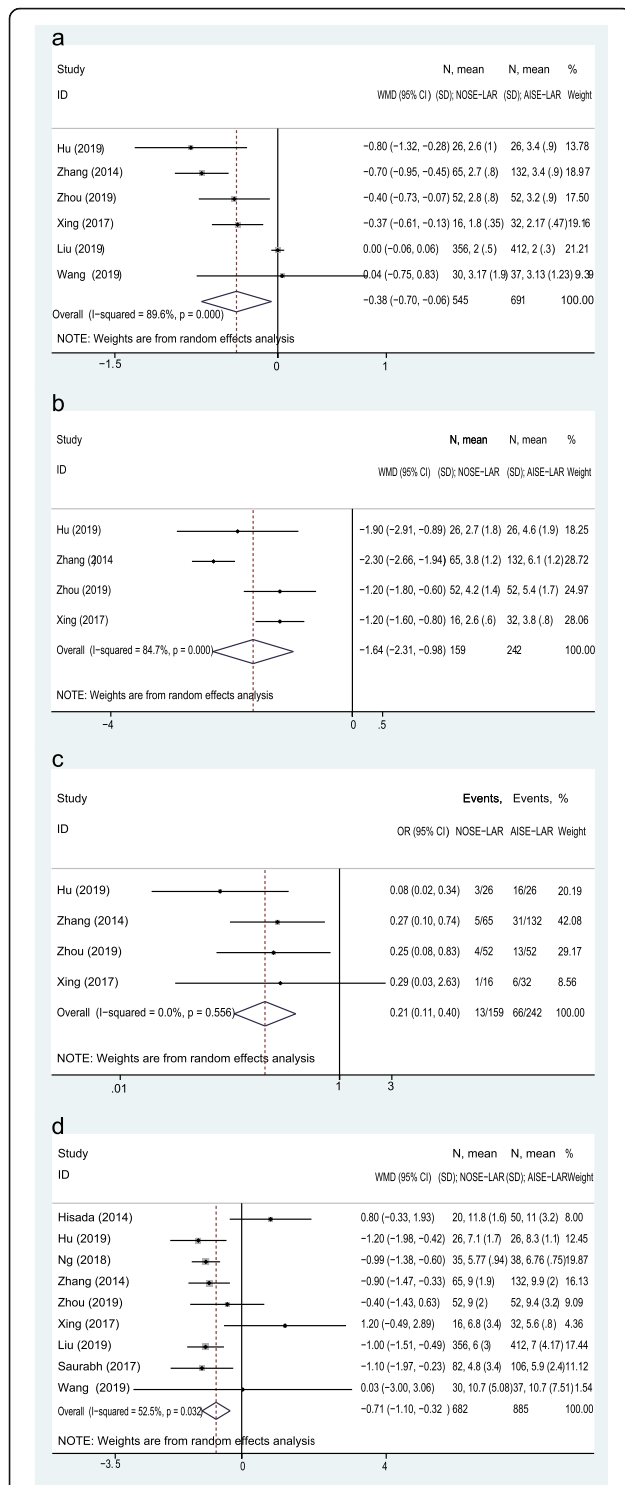 a
Study N, mean N, mean %
ID WMD (95% CI) (SD); NOSE−LAR (SD); AISE−LAR Weight
Hu (2019) −0.80 (−1.32, −0.28) 26, 2.6 (1) 26, 3.4 (.9) 13.78
Zhang (2014) −0.70 (−0.95, −0.45) 65, 2.7 (.8) 132, 3.4 (.9) 18.97
Zhou (2019) −0.40 (−0.73, −0.07) 52, 2.8 (.8) 52, 3.2 (.9) 17.50
Xing (2017) −0.37 (−0.61, −0.13) 16, 1.8 (.35) 32, 2.17 (.47) 19.16
Liu (2019) 0.00 (−0.06, 0.06) 356, 2 (.5) 412, 2 (.3) 21.21
Wang (2019) 0.04 (−0.75, 0.83) 30, 3.17 (1.9) 37, 3.13 (1.23) 9.39
Overall (I−squared = 89.6%, p = 0.000) −0.38 (−0.70, −0.06) 545 691 100.00
NOTE: Weights are from random effects analysis
−1.5 0 1
b
Study N, mean N, mean %
ID WMD (95% CI) (SD); NOSE−LAR (SD); AISE−LAR Weight
Hu (2019) −1.90 (−2.91, −0.89) 26, 2.7 (1.8) 26, 4.6 (1.9) 18.25
Zhang (2014 −2.30 (−2.66, −1.94) 65, 3.8 (1.2) 132, 6.1 (1.2) 28.72
Zhou (2019) −1.20 (−1.80, −0.60) 52, 4.2 (1.4) 52, 5.4 (1.7) 24.97
Xing (2017) −1.20 (−1.60, −0.80) 16, 2.6 (.6) 32, 3.8 (.8) 28.06
Overall (I−squared = 84.7%, p = 0.000) −1.64 (−2.31, −0.98) 159 242 100.00
NOTE: Weights are from random effects analysis
−4 0 .5
c
Study Events, Events, %
ID OR (95% CI) NOSE−LAR AISE−LAR Weight
Hu (2019) 0.08 (0.02, 0.34) 3/26 16/26 20.19
Zhang (2014) 0.27 (0.10, 0.74) 5/65 31/132 42.08
Zhou (2019) 0.25 (0.08, 0.83) 4/52 13/52 29.17
Xing (2017) 0.29 (0.03, 2.63) 1/16 6/32 8.56
Overall (I−squared = 0.0%, p = 0.556) 0.21 (0.11, 0.40) 13/159 66/242 100.00
NOTE: Weights are from random effects analysis
.01 1 3
d
Study N, mean N, mean %
ID WMD (95% CI) (SD); NOSE−LAR (SD); AISE−LAR Weight
Hisada (2014) 0.80 (−0.33, 1.93) 20, 11.8 (1.6) 50, 11 (3.2) 8.00
Hu (2019) −1.20 (−1.98, −0.42) 26, 7.1 (1.7) 26, 8.3 (1.1) 12.45
Ng (2018) −0.99 (−1.38, −0.60) 35, 5.77 (.94) 38, 6.76 (.75) 19.87
Zhang (2014) −0.90 (−1.47, −0.33) 65, 9 (1.9) 132, 9.9 (2) 16.13
Zhou (2019) −0.40 (−1.43, 0.63) 52, 9 (2) 52, 9.4 (3.2) 9.09
Xing (2017) 1.20 (−0.49, 2.89) 16, 6.8 (3.4) 32, 5.6 (.8) 4.36
Liu (2019) −1.00 (−1.51, −0.49) 356, 6 (3) 412, 7 (4.17) 17.44
Saurabh (2017) −1.10 (−1.97, −0.23) 82, 4.8 (3.4) 106, 5.9 (2.4) 11.12
Wang (2019) 0.03 (−3.00, 3.06) 30, 10.7 (5.08) 37, 10.7 (7.51) 1.54
Overall (I−squared = 52.5%, p = 0.032) −0.71 (−1.10, −0.32 ) 682 885 100.00
NOTE: Weights are from random effects analysis
−3.5 0 4